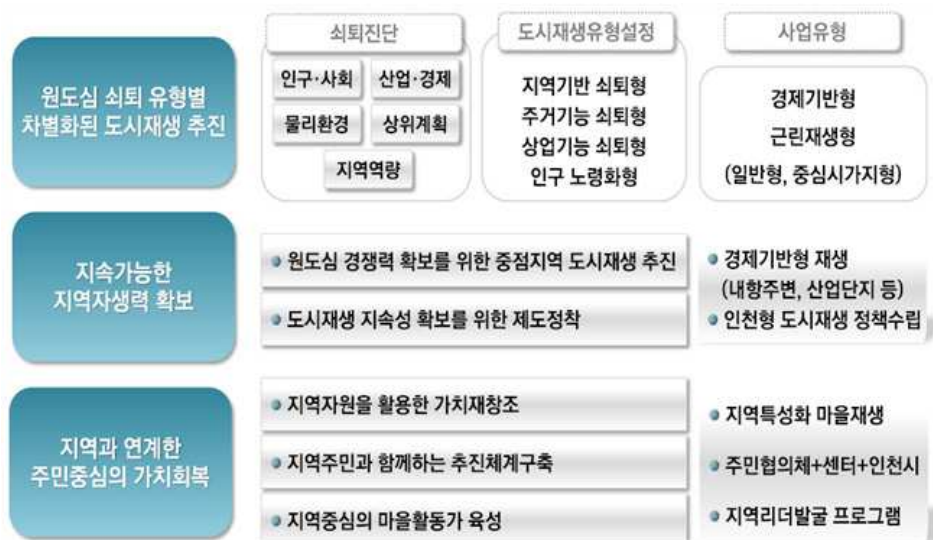 원도심 쇠퇴 유형별
차별화된 도시재생 추진
쇠퇴진단
인구·사회
산업·경제
물리환경
상위계획
지역역량
도시재생유형설정
지역기반 쇠퇴형
주거기능 쇠퇴형
상업기능 쇠퇴형
인구 노령화형
사업유형
경제기반형
근린재생형
(일반형, 중심시가지형)
지속가능한
지역자생력 확보
원도심 경쟁력 확보를 위한 중점지역 도시재생 추진
도시재생 지속성 확보를 위한 제도정착
경제기반형 재생
(내항주변, 산업단지 등)
인천형 도시재생 정책수립
지역과 연계한
주민중심의 가치회복
지역자원을 활용한 가치재창조
지역주민과 함께하는 추진체계구축
지역중심의 마을활동가 육성
지역특성화 마을재생
주민협의체+센터+인천시
지역리더발굴 프로그램